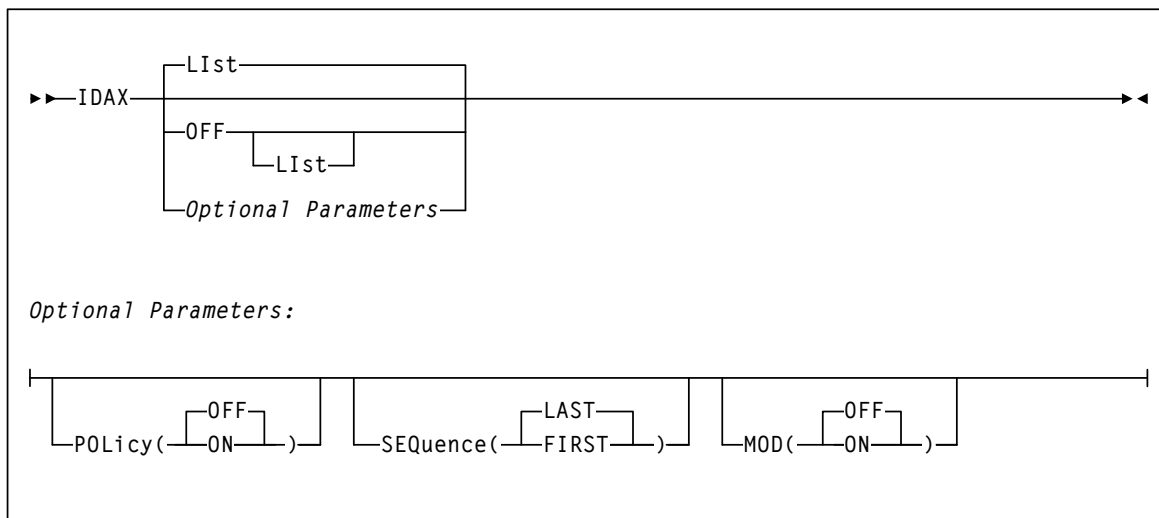 LIst
IDAX
OFF
LIst
Optional Parameters
Optional Parameters:
OFF LAST OFF
POLicy( ON ) SEQuence( FIRST ) MOD( ON )